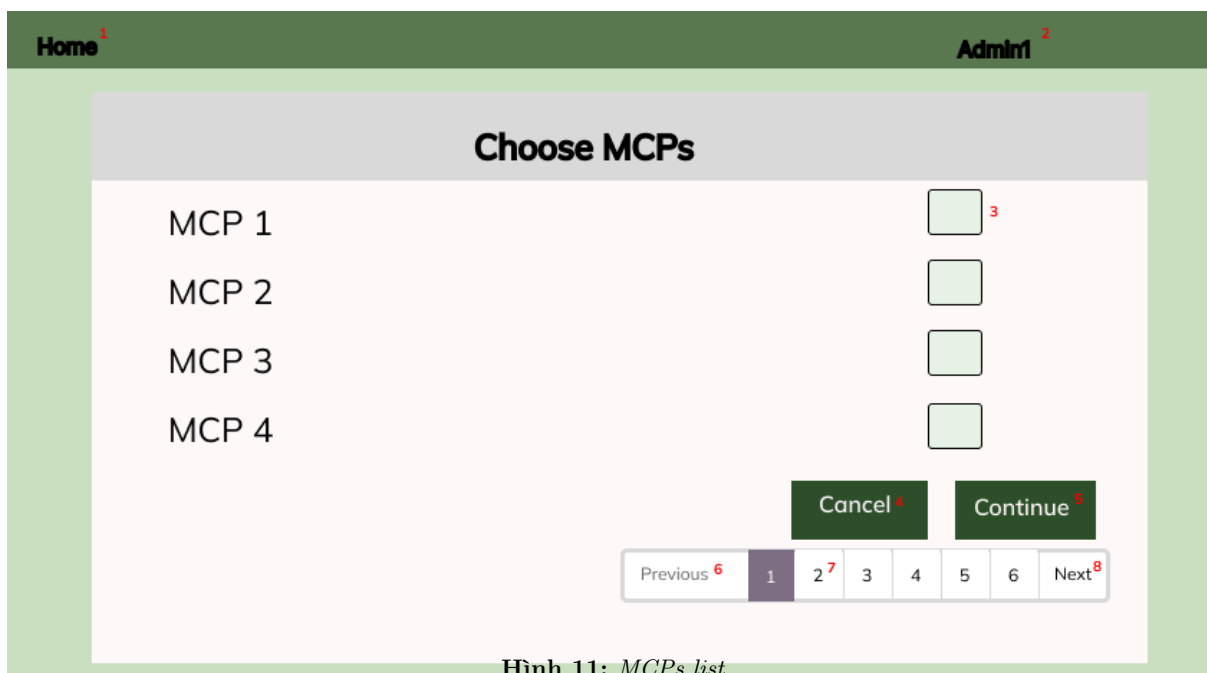 Home 1 Admin1 2
Choose MCPs
MCP 1 3
MCP 2
MCP 3
MCP 4
Cancel 4 Continue 5
Previous 6 1 2 7 3 4 5 6 Next 8
Hình 11: MCPs list